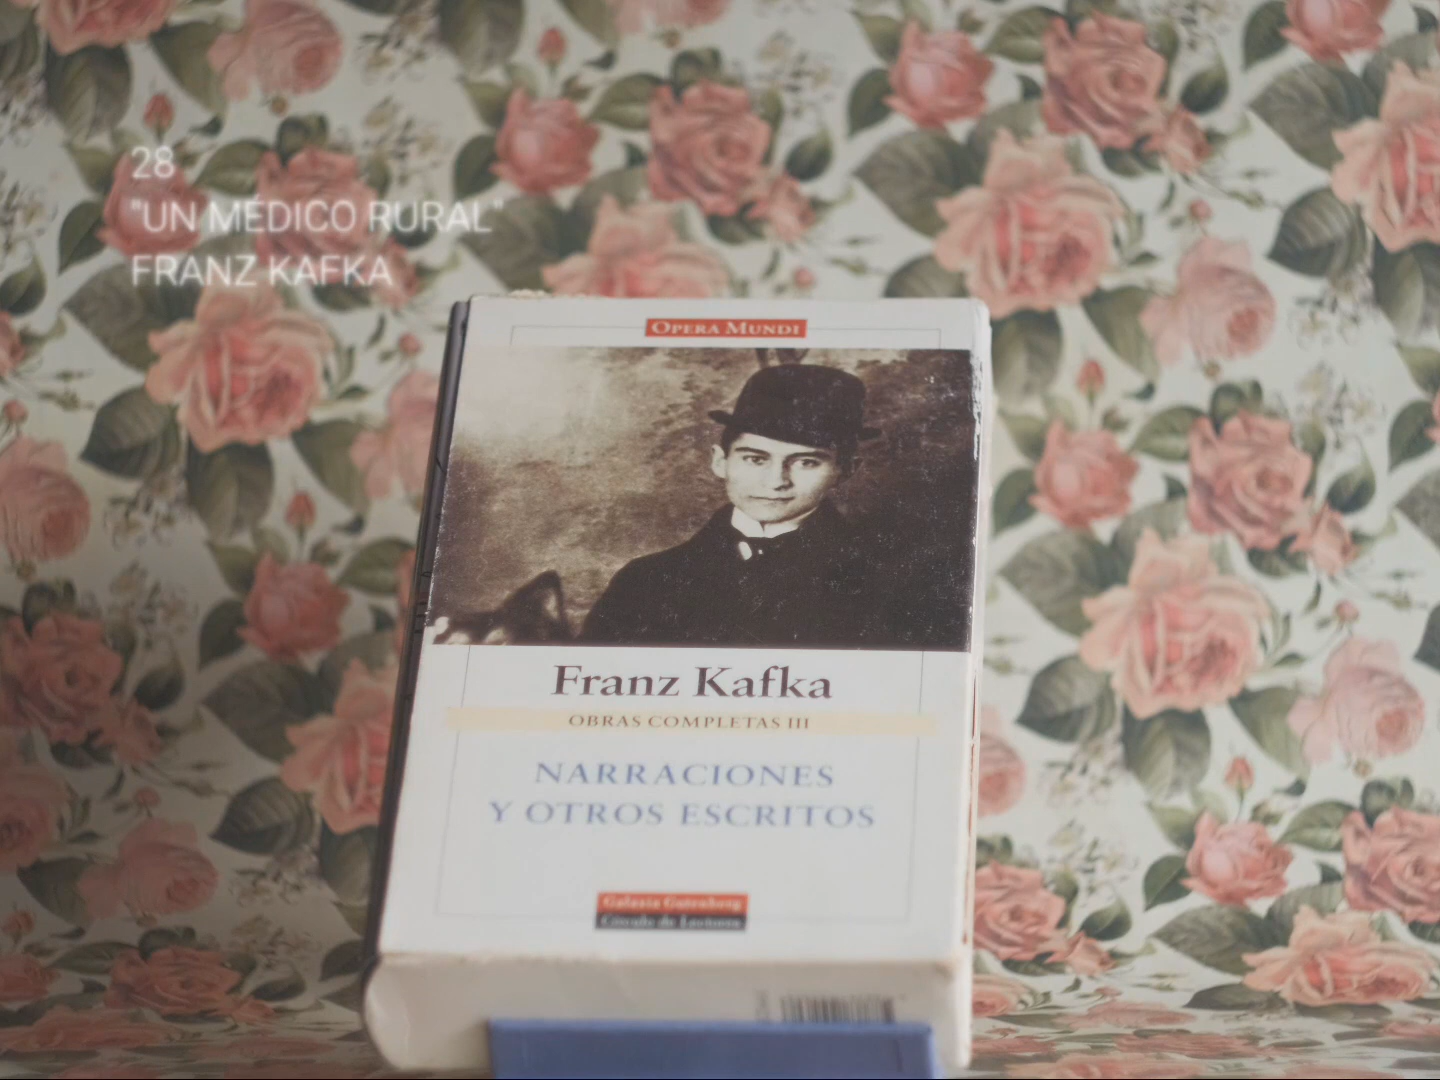 28
"UN MÉDICO RURAL"
FRANZ KAFKA
OPERA MUNDI
Franz Kafka
OBRAS COMPLETAS III
NARRACIONES
Y OTROS ESCRITOS
Galaxia Gutenberg
Círculo de Lectores